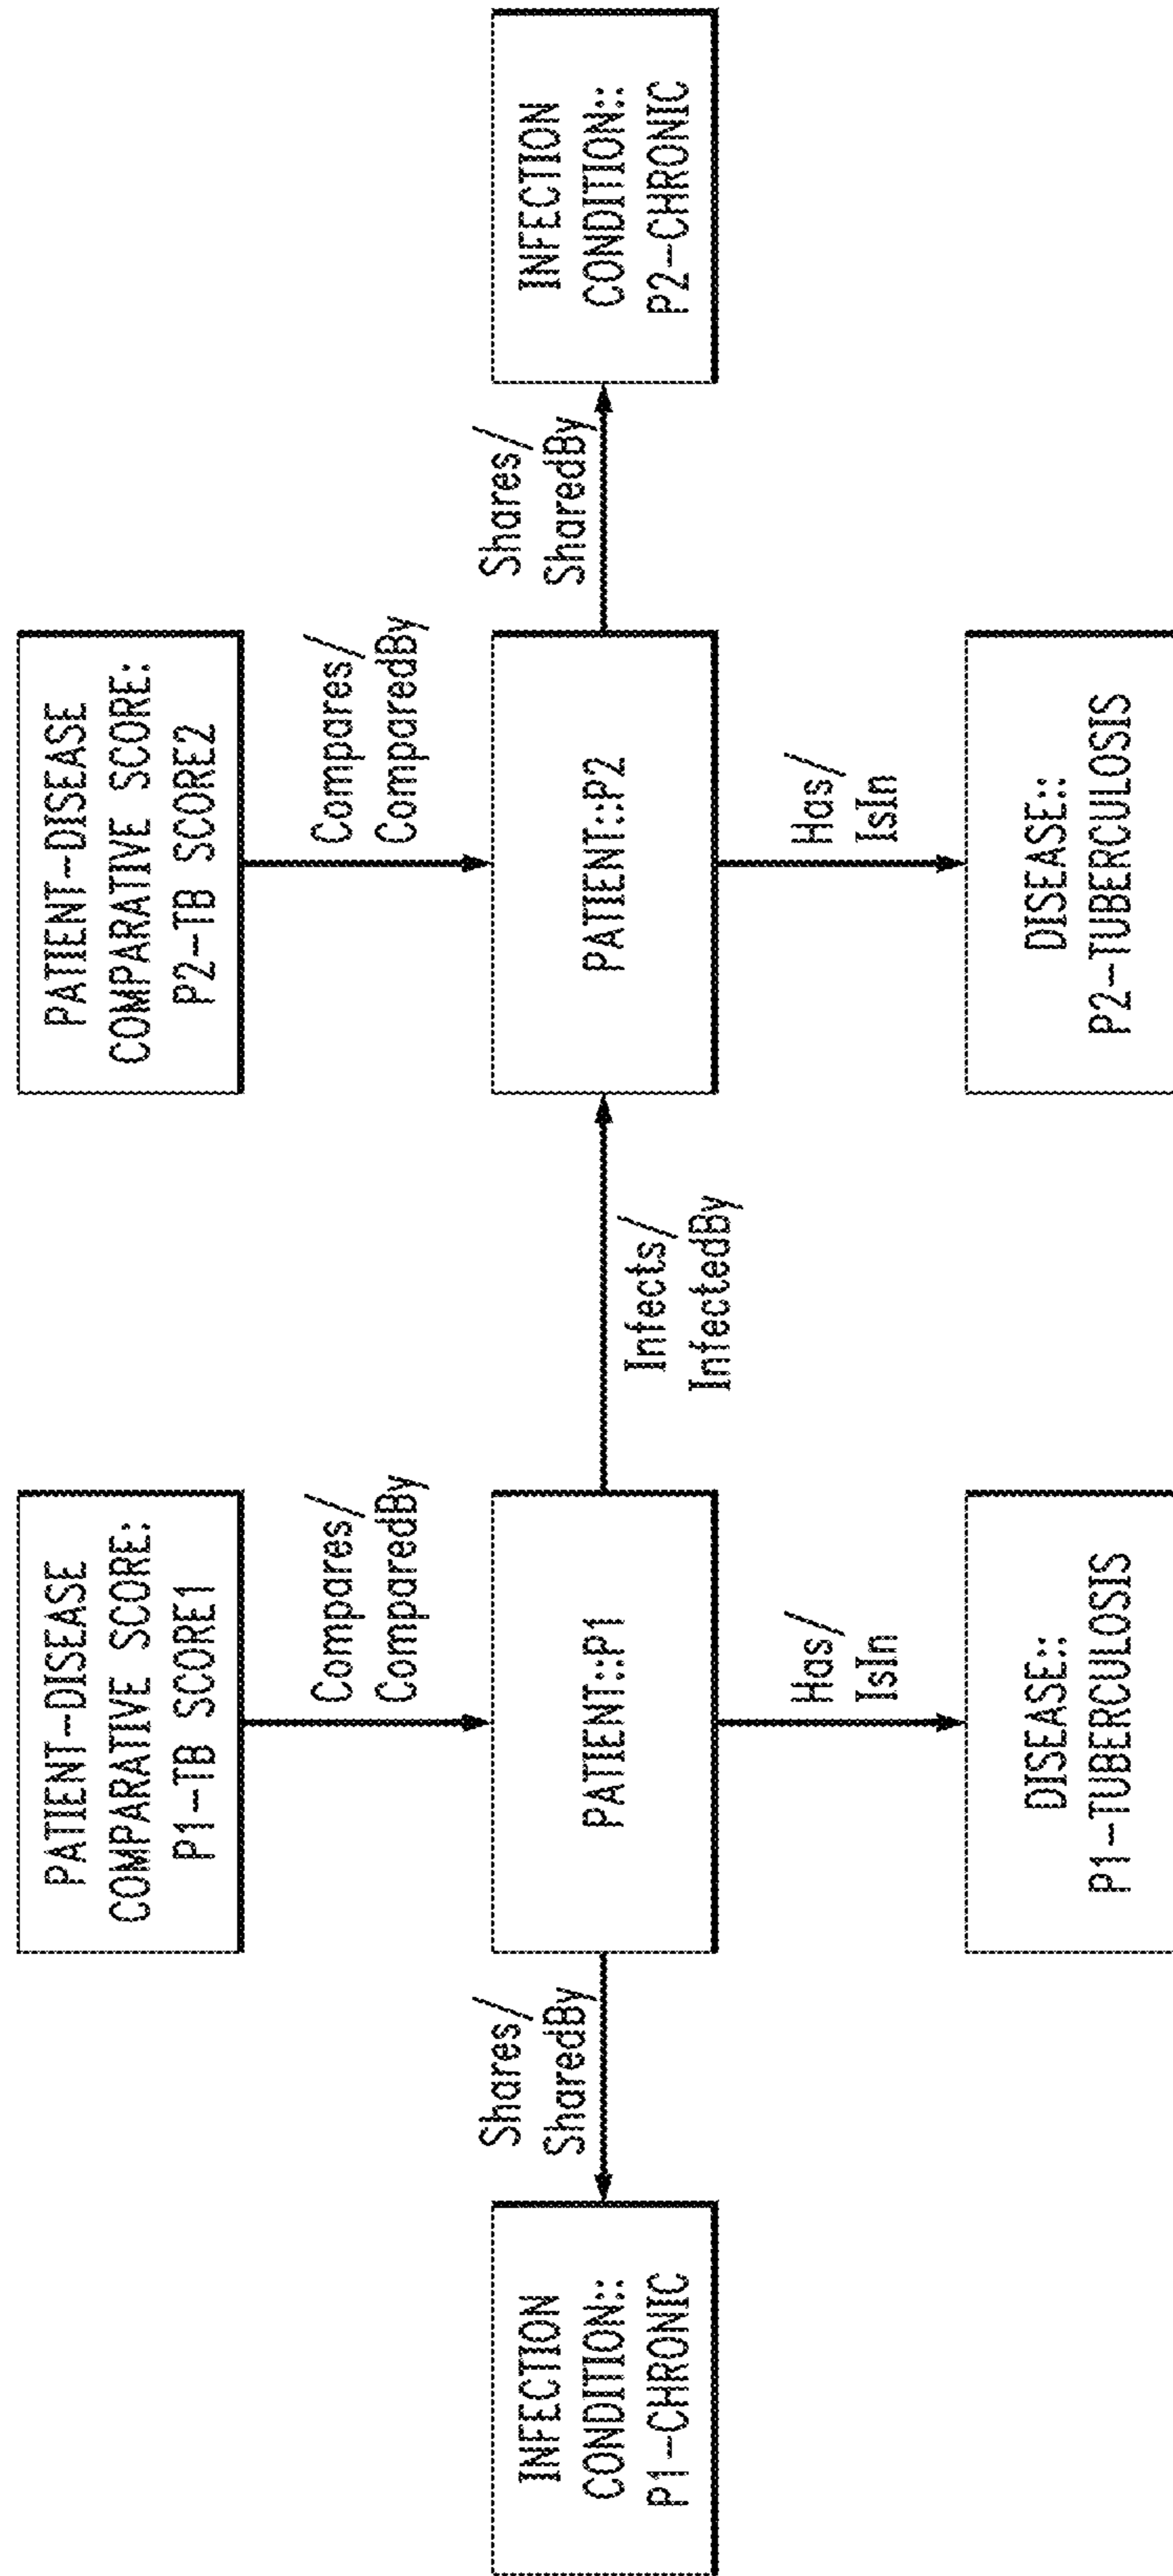 PATIENT-DISEASE
COMPARATIVE SCORE:
P1-TB SCORE1
PATIENT-DISEASE
COMPARATIVE SCORE:
P2-TB SCORE2
Compares/
ComparedBy
Compares/
ComparedBy
INFECTION
CONDITION::
P1-CHRONIC
Shares/
SharedBy
PATIENT::P1
Infects/
InfectedBy
PATIENT::P2
Shares/
SharedBy
INFECTION
CONDITION::
P2-CHRONIC
Has/
IsIn
Has/
IsIn
DISEASE::
P1-TUBERCULOSIS
DISEASE::
P2-TUBERCULOSIS